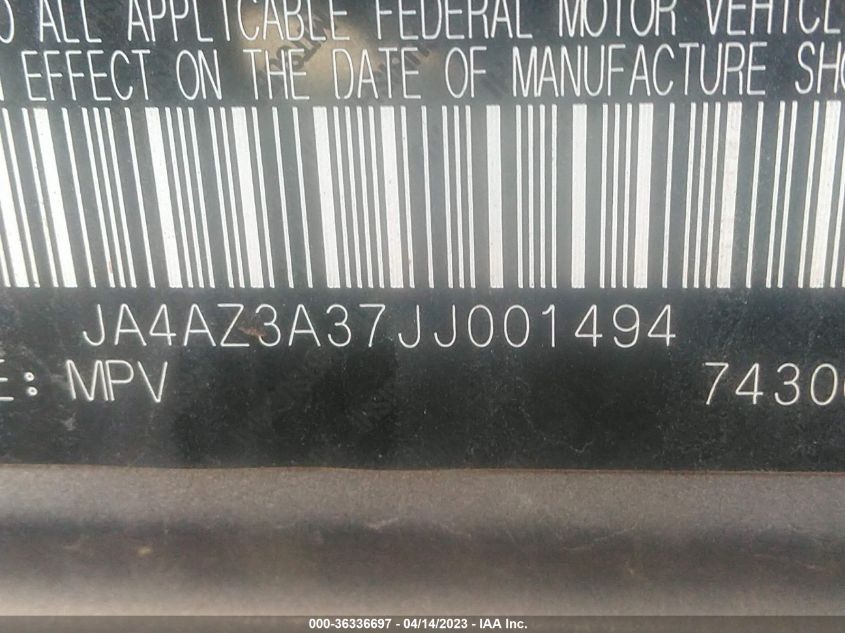 O ALL APPLICABLE FEDERAL MOTOR VEHICL
EFFECT ON THE DATE OF MANUFACTURE SHO
JA4AZ3A37JJ001494
E: MPV 7430
000-36336697 - 04/14/2023 - IAA Inc.